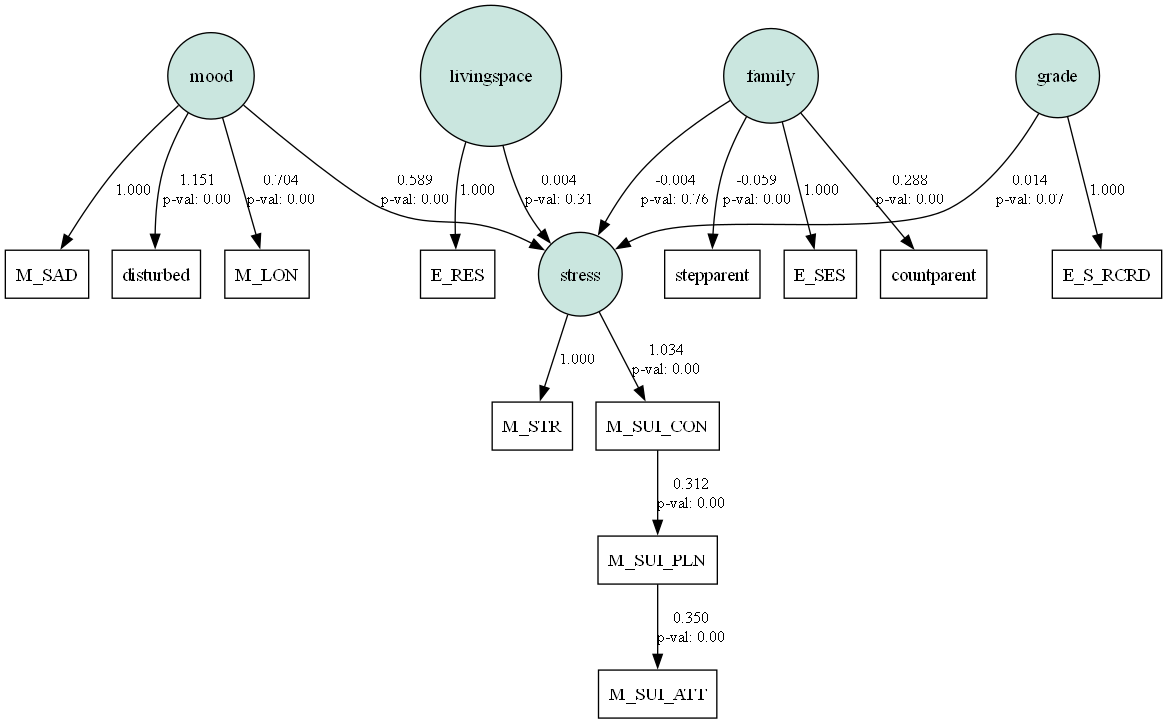 mood
livingspace
family
grade
1.000
1.151
p-val: 0.00
0.704
p-val: 0.00
0.589
p-val: 0.00
1.000
0.004
p-val: 0.31
-0.004
p-val: 0.76
-0.059
p-val: 0.00
1.000
0.288
p-val: 0.00
0.014
p-val: 0.07
1.000
M_SAD
disturbed
M_LON
E_RES
stress
stepparent
E_SES
countparent
E_S_RCRD
1.000
1.034
p-val: 0.00
M_STR
M_SUI_CON
0.312
p-val: 0.00
M_SUI_PLN
0.350
p-val: 0.00
M_SUI_ATT